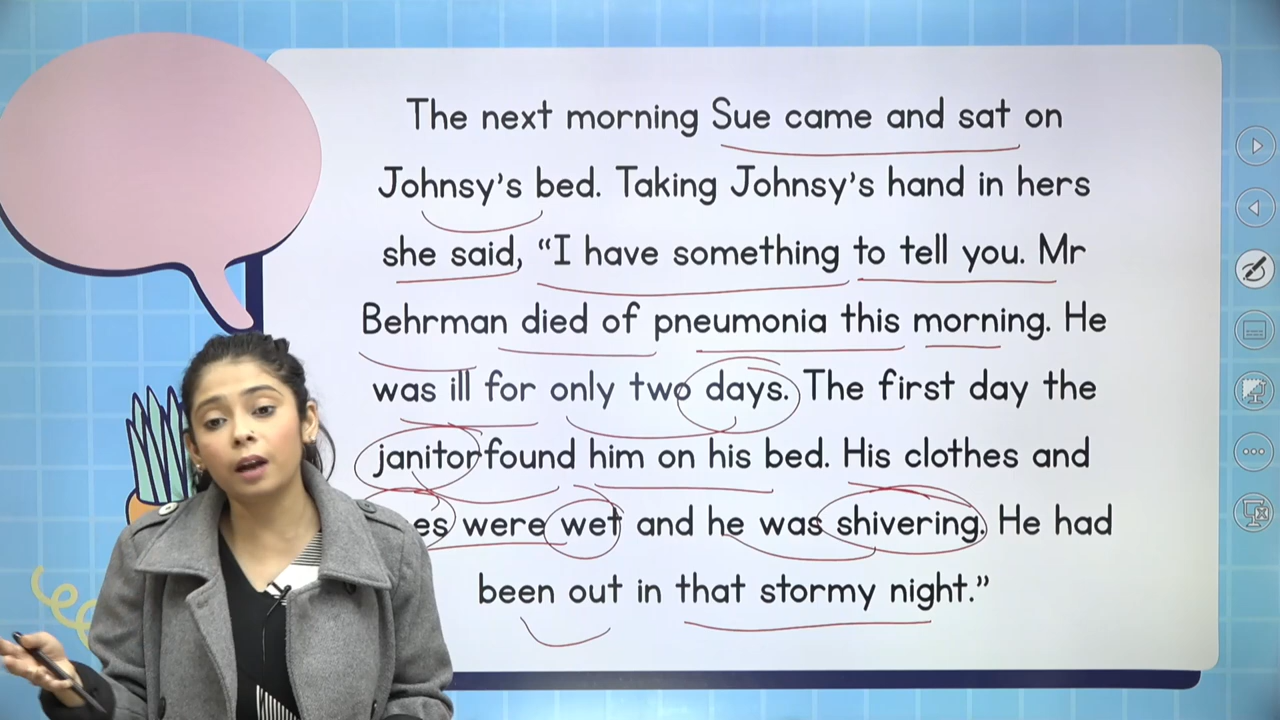 The next morning Sue came and sat on
Johnsy's bed. Taking Johnsy's hand in hers
she said, “I have something to tell you. Mr
Behrman died of pneumonia this morning. He
was ill for only two days. The first day the
janitor found him on his bed. His clothes and
were wet and he was shivering. He had
been out in that stormy night.”